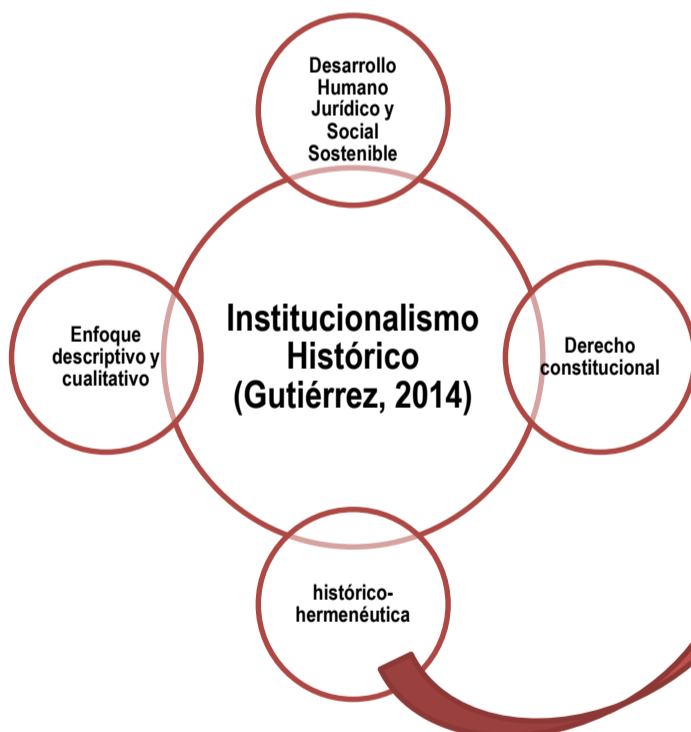 Desarrollo
Humano
Jurídico y
Social
Sostenible
Institucionalismo
Histórico
(Gutiérrez, 2014)
Enfoque
descriptivo y
cualitativo
Derecho
constitucional
histórico-
hermenéutica